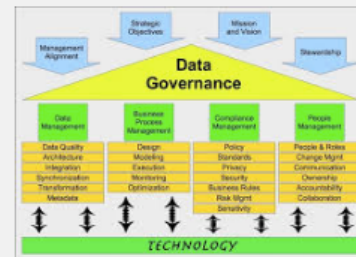 Strategic
Objectives
Mission
and Vision
Management
Alignment
Stewardship
Data
Governance
Data
Management
Business
Process
Management
Compliance
Management
People
Management
Data Quality
Architecture
Integration
Synchronization
Transformation
Metadata
Design
Modeling
Execution
Monitoring
Optimization
Policy
Standards
Privacy
Security
Business Rules
Risk Mgmt
Sensitivity
People & Roles
Change Mgmt
Communication
Ownership
Accountability
Collaboration
TECHNOLOGY